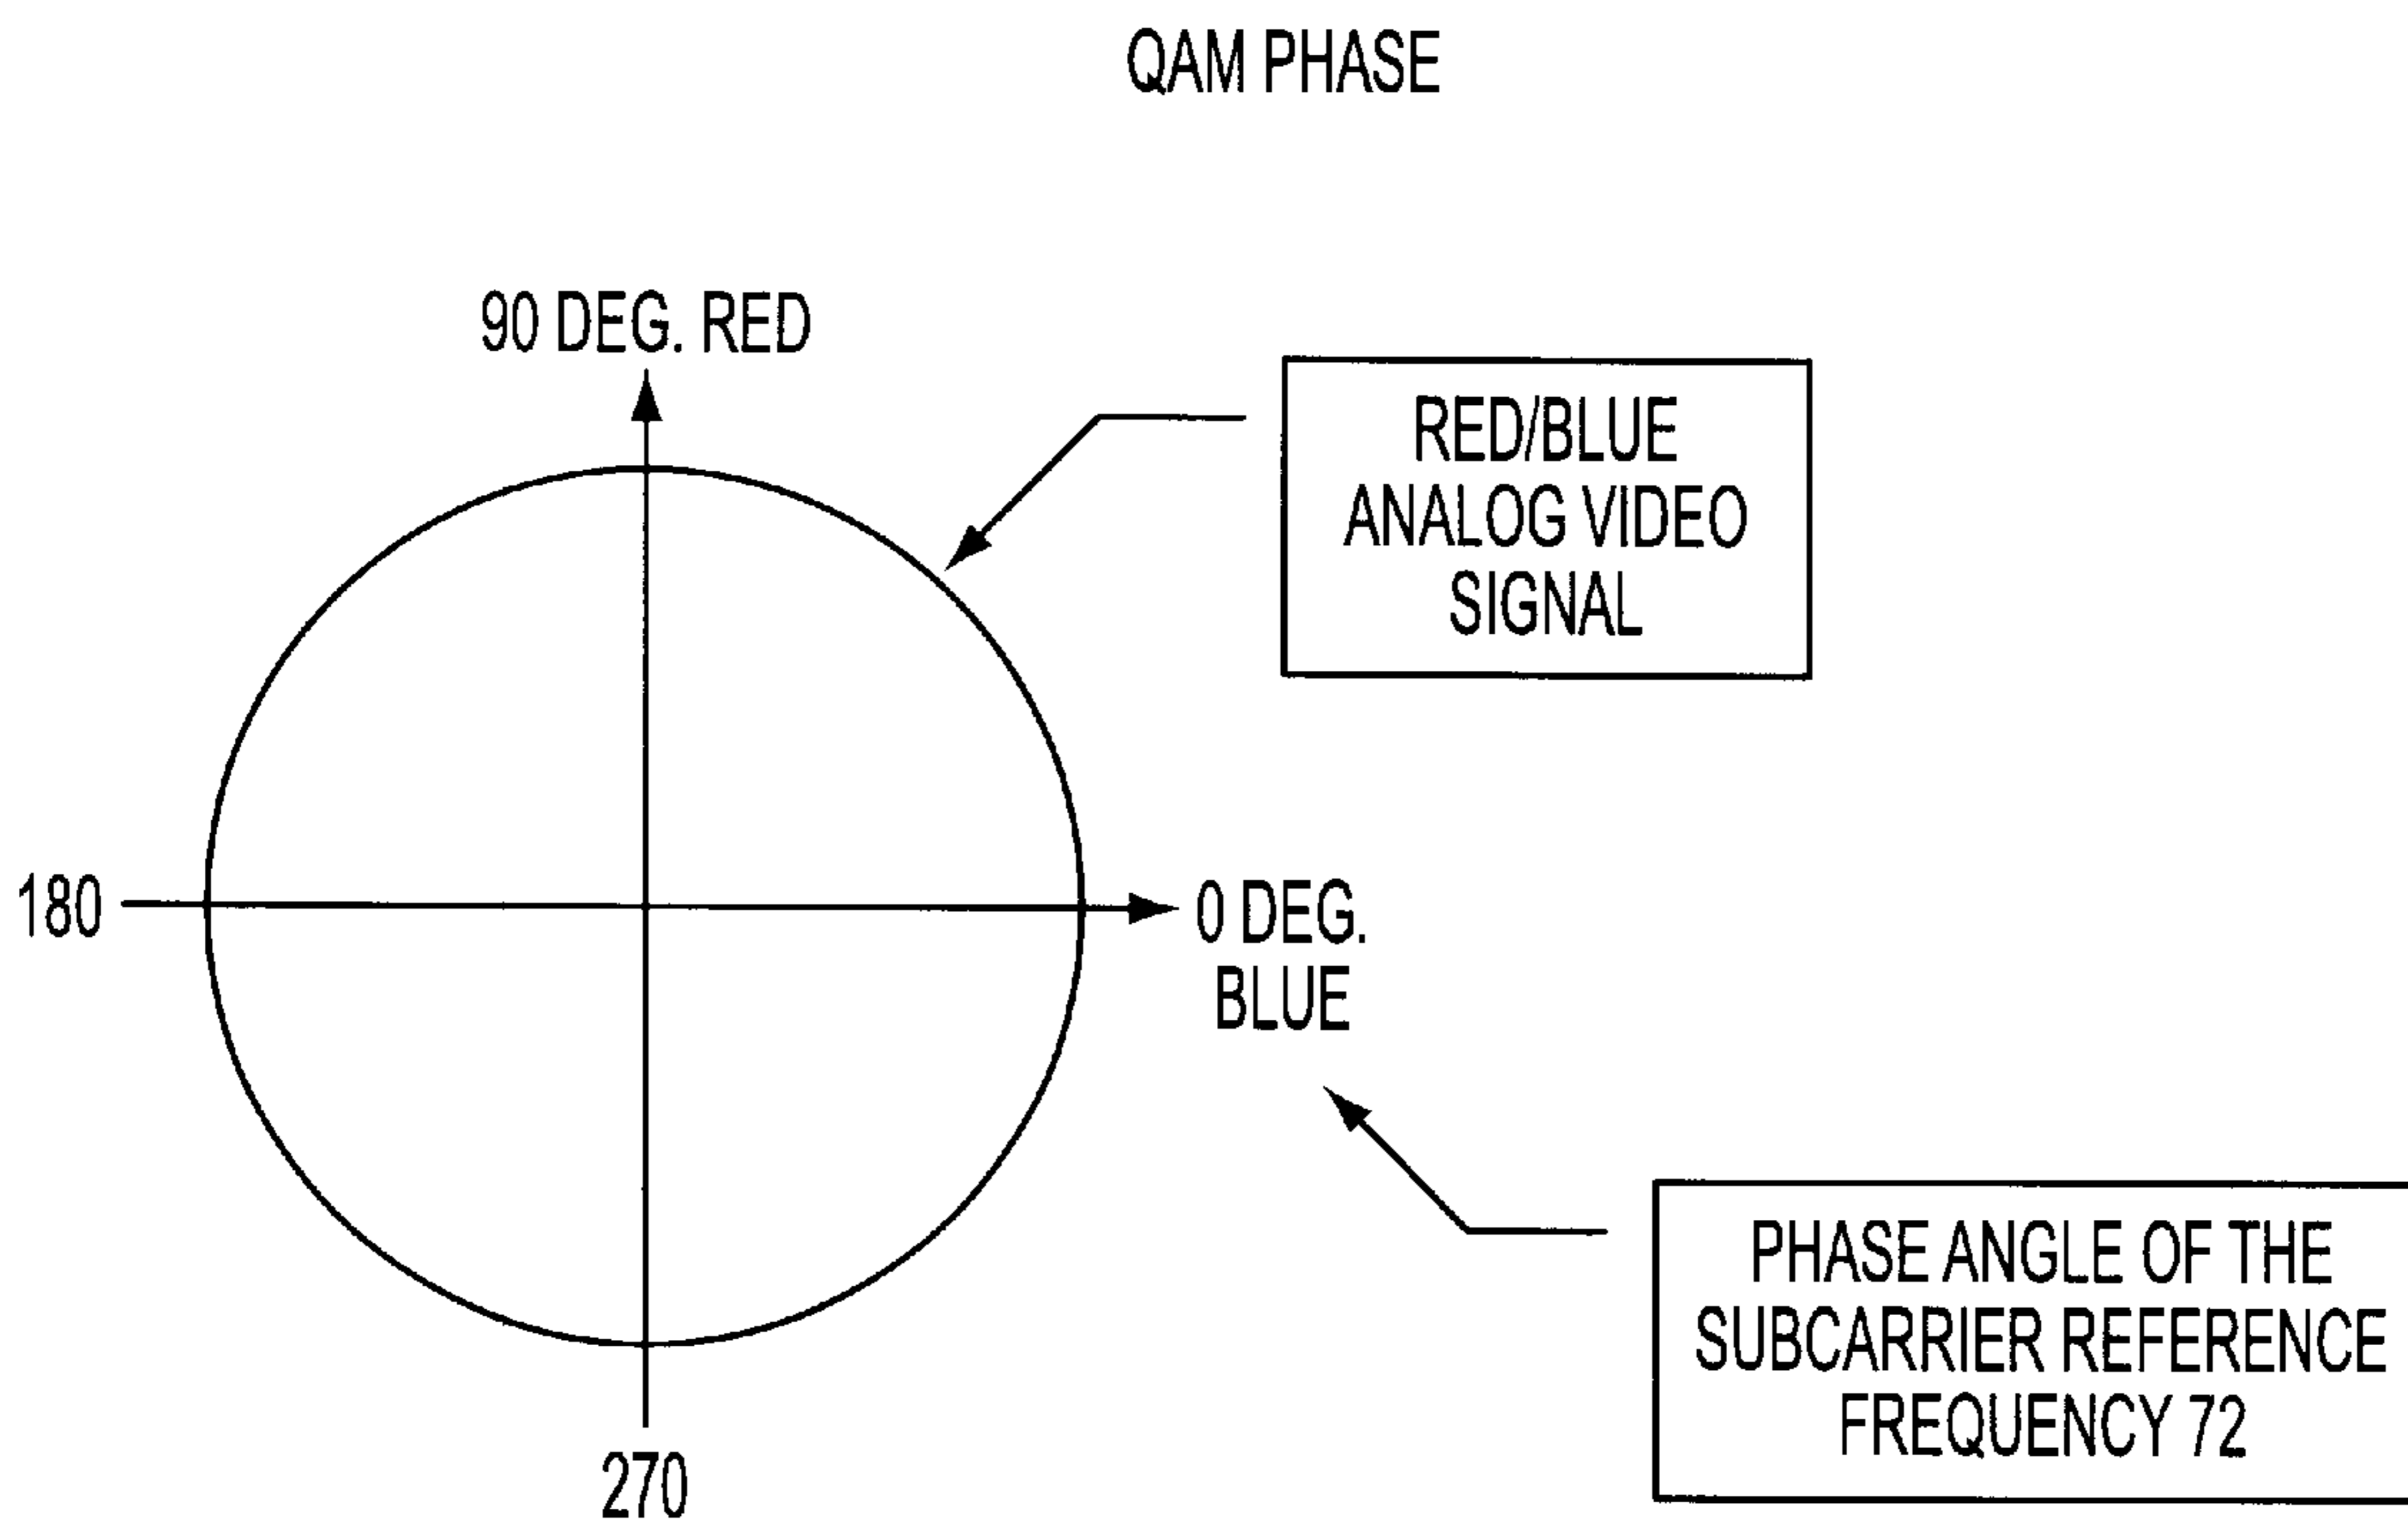 QAM PHASE
90 DEG. RED
RED/BLUE
ANALOG VIDEO
SIGNAL
180
0 DEG.
BLUE
PHASE ANGLE OF THE
SUBCARRIER REFERENCE
FREQUENCY 72
270